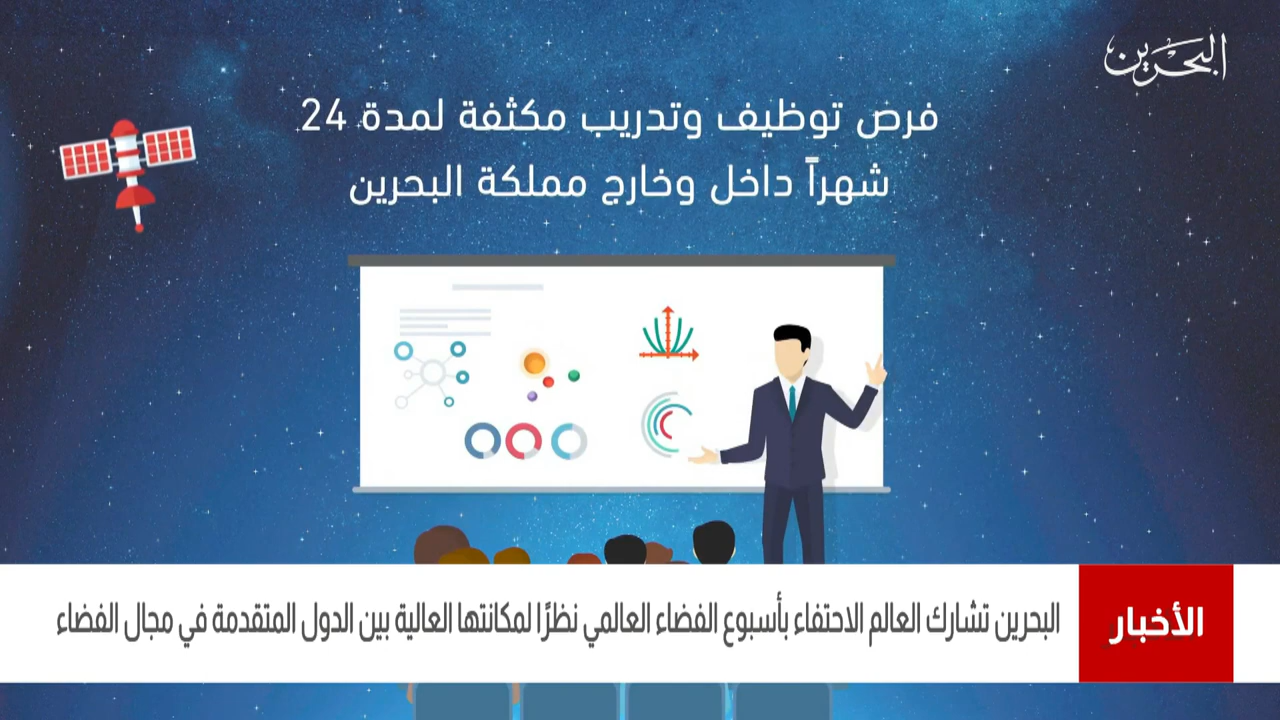 البحرين
فرص توظيف وتدريب مكثفة لمدة 24
شهراً داخل وخارج مملكة البحرين
الأخبار
البحرين تشارك العالم الاحتفاء بأسبوع الفضاء العالمي نظرًا لمكانتها العالية بين الدول المتقدمة في مجال الفضاء